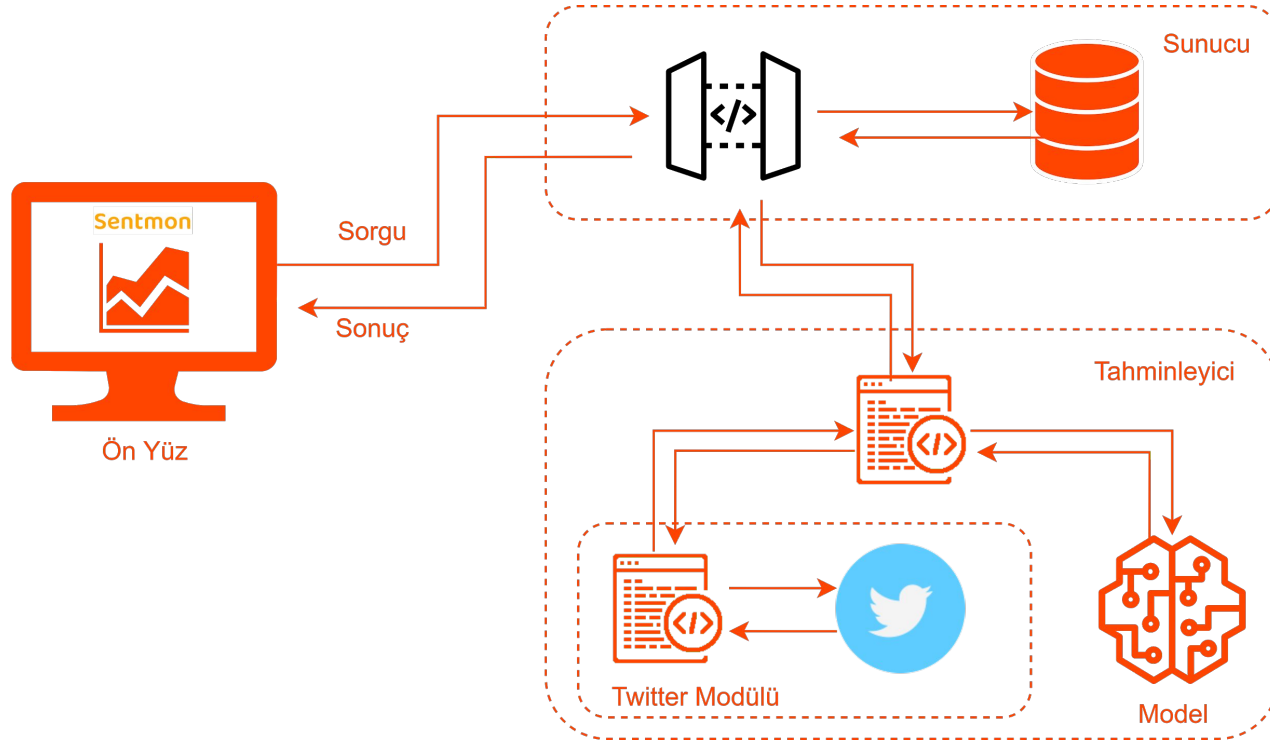 Sunucu
</>
Sentmon
Sorgu
Sonuç
Ön Yüz
Tahminleyici
</>
</>
Twitter Modülü
Model